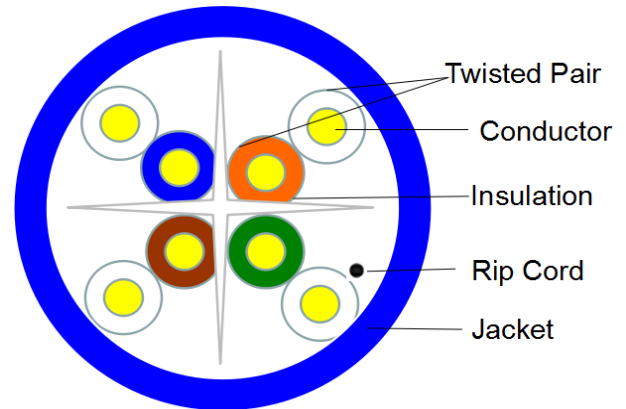 Twisted Pair
Conductor
Insulation
Rip Cord
Jacket